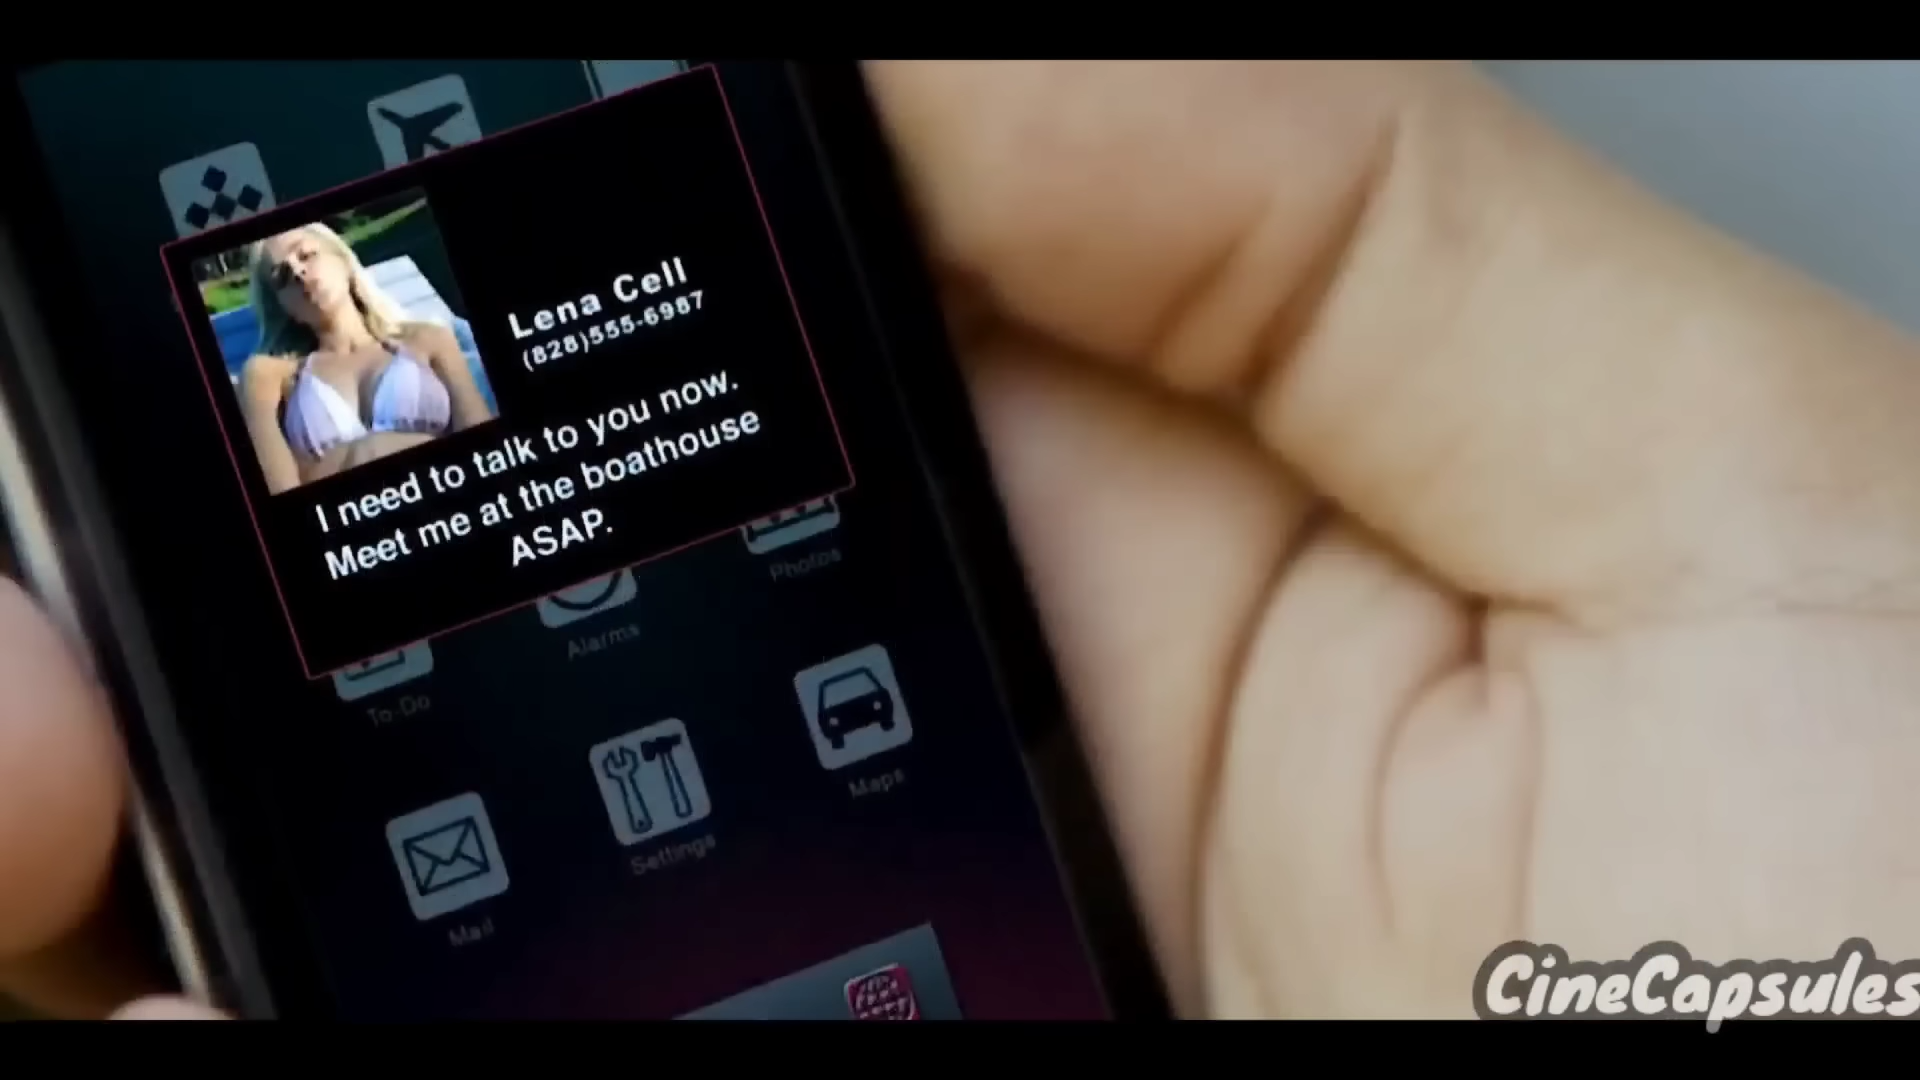 Lena Cell
(828)555-6987
I need to talk to you now.
Meet me at the boathouse
ASAP.
Photos
Alarms
To-Do
Maps
Settings
Mail
CineCapsules